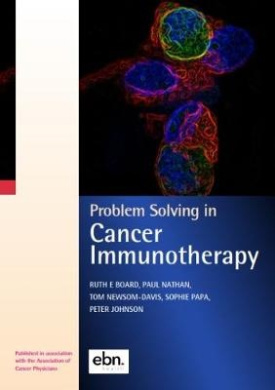 Problem Solving in
Cancer
Immunotherapy
RUTH E BOARD, PAUL NATHAN,
TOM NEWSOM-DAVIS, SOPHIE PAPA,
PETER JOHNSON
Published in association
with the Association of
Cancer Physicians
ebn.
health